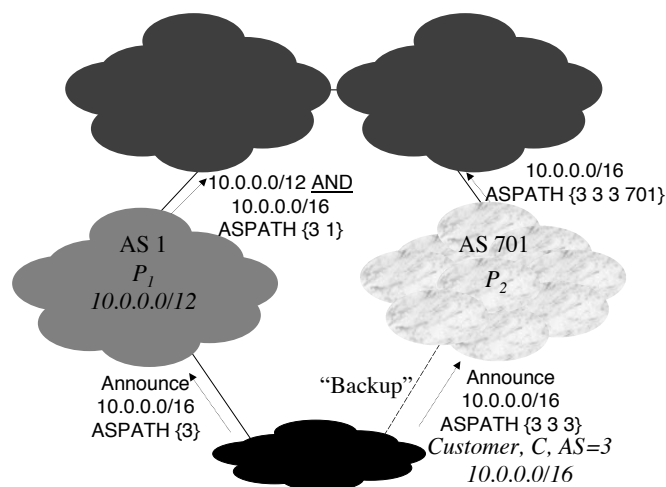 10.0.0.0/12 AND
10.0.0.0/16
ASPATH {3 1}
10.0.0.0/16
ASPATH {3 3 3 701}
AS 1
P1
10.0.0.0/12
AS 701
P2
Announce
10.0.0.0/16
ASPATH {3}
“Backup”
Announce
10.0.0.0/16
ASPATH {3 3 3}
Customer, C, AS=3
10.0.0.0/16